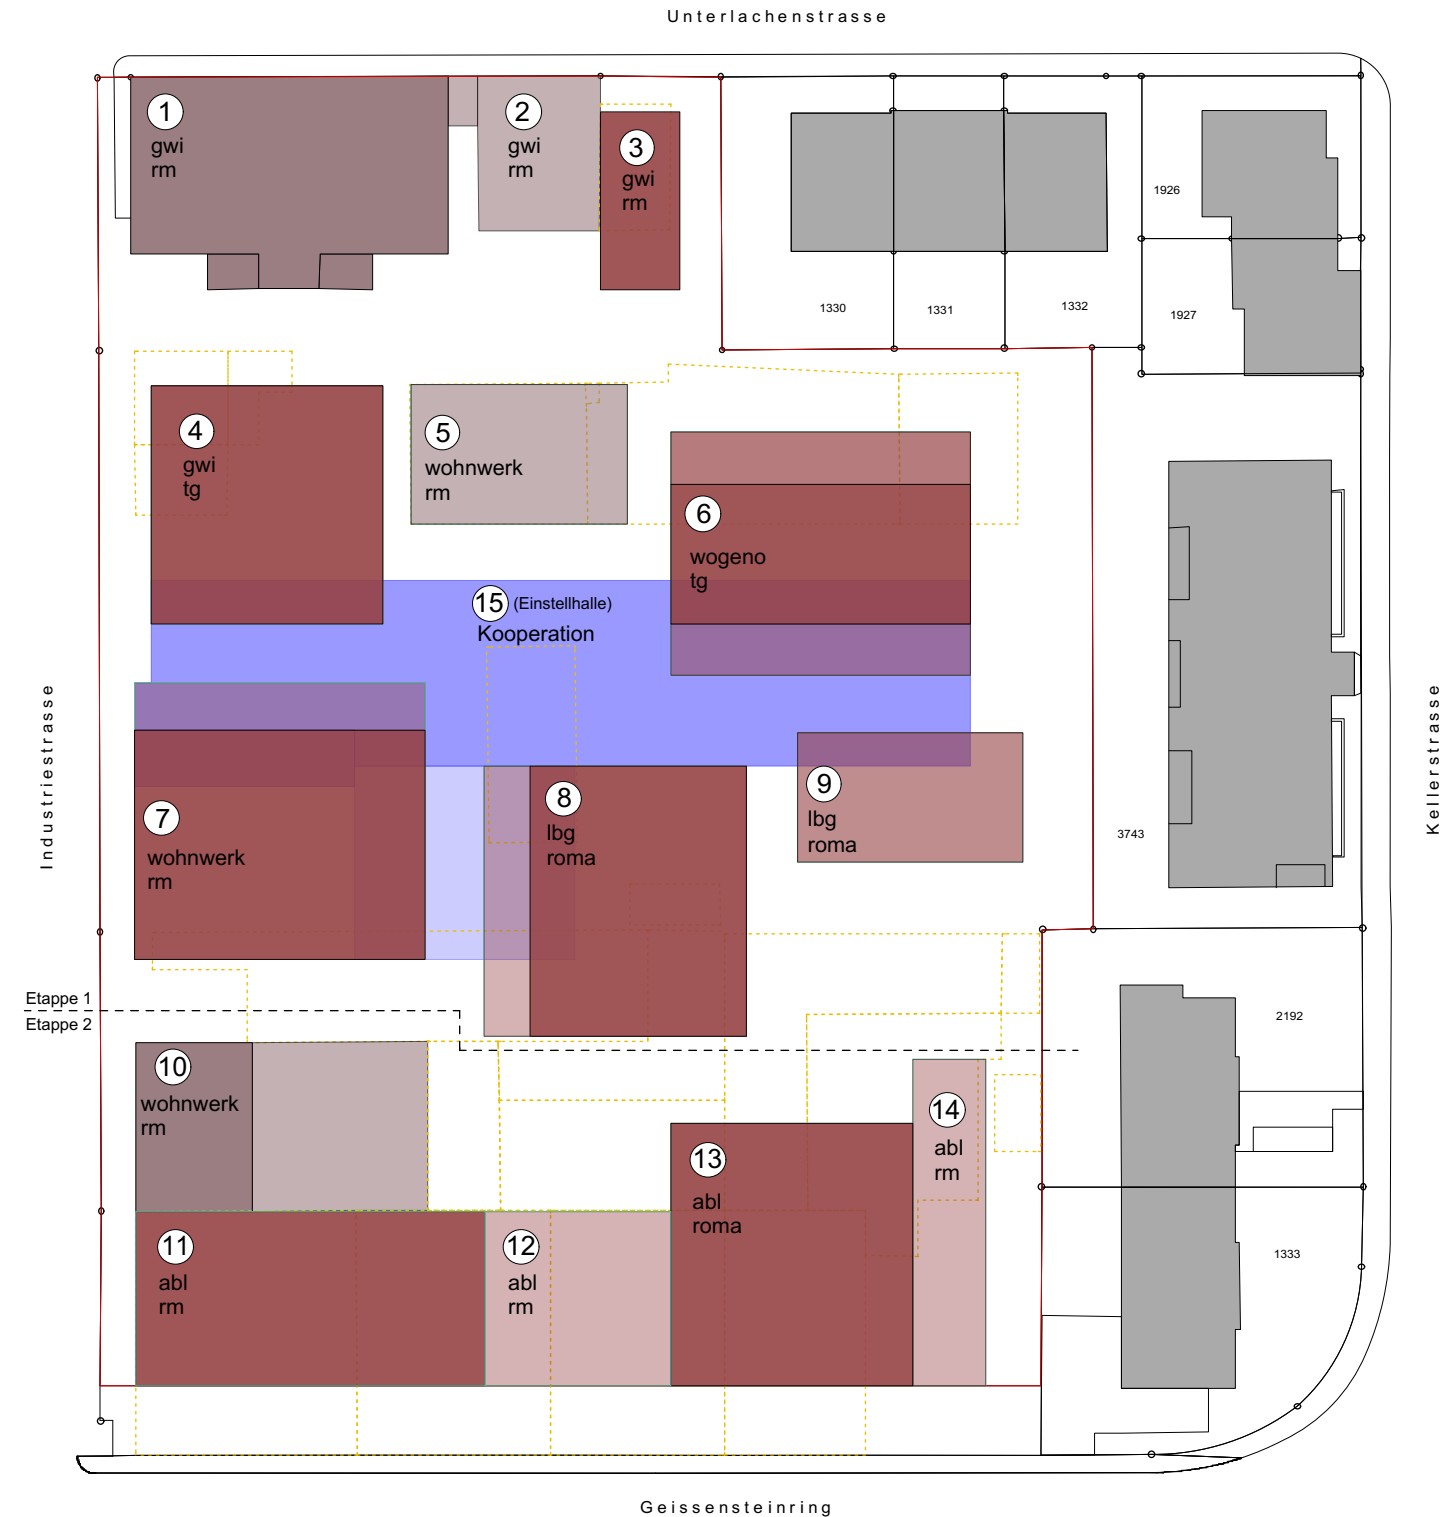 Unterlachenstrasse
1
gwi
rm
2
gwi
rm
3
gwi
rm
1926
1330
1331
1332
1927
4
gwi
tg
5
wohnwerk
rm
6
wogeno
tg
15 (Einstellhalle)
Kooperation
Industriestrasse
Kellerstrasse
7
wohnwerk
rm
8
lbg
roma
9
lbg
roma
3743
Etappe 1
Etappe 2
2192
10
wohnwerk
rm
14
abl
rm
13
abl
roma
11
abl
rm
12
abl
rm
1333
Geissensteinring